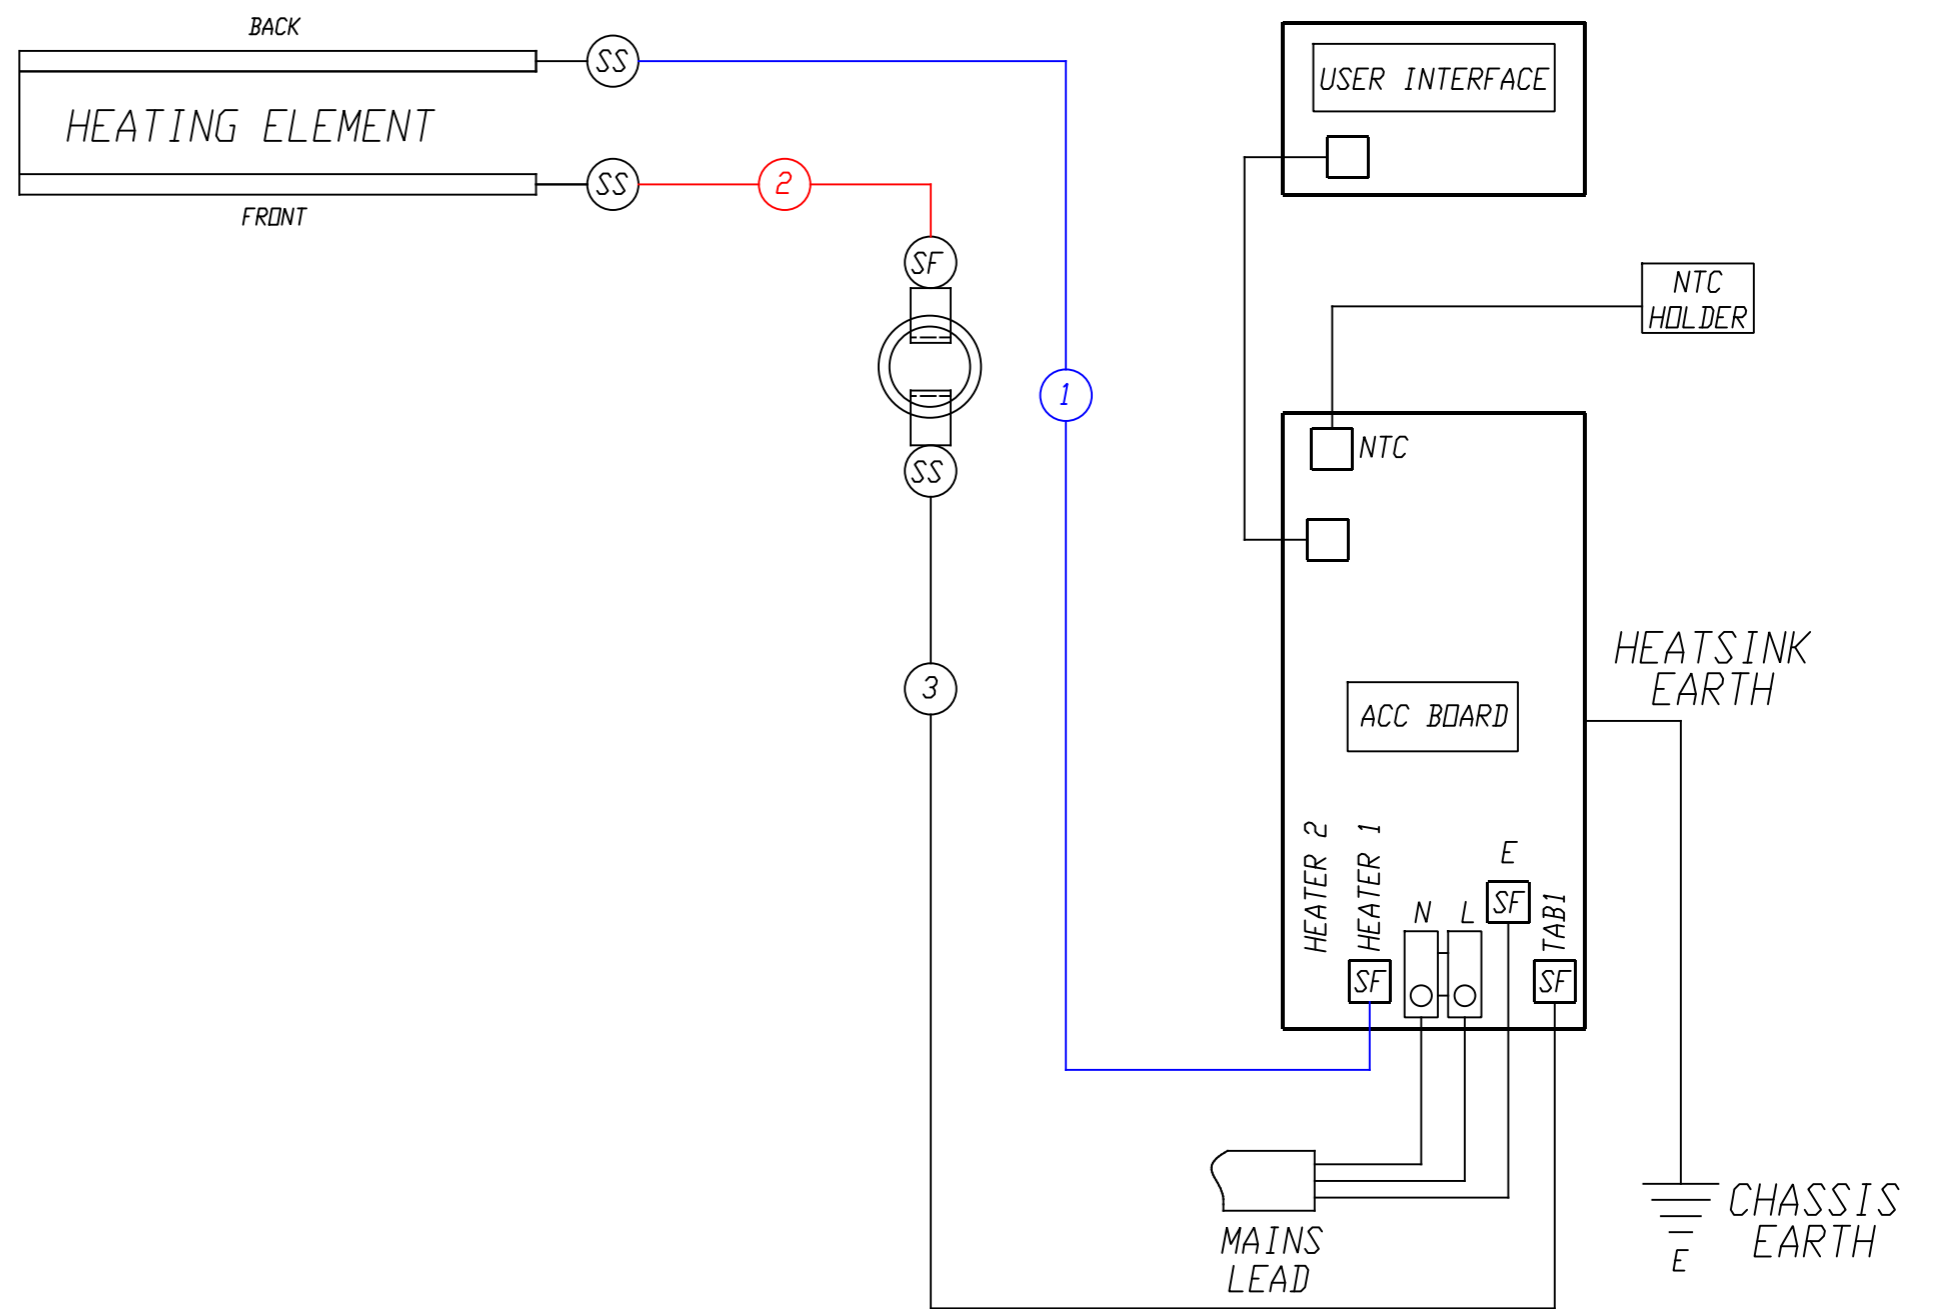 BACK
SS
HEATING ELEMENT
SS
2
FRONT
SF
SS
1
3
USER INTERFACE
NTC
HOLDER
NTC
HEATSINK
EARTH
ACC BOARD
HEATER 2
HEATER 1
N
L
E
SF
TAB1
SF
SF
MAINS
LEAD
CHASSIS
EARTH
E